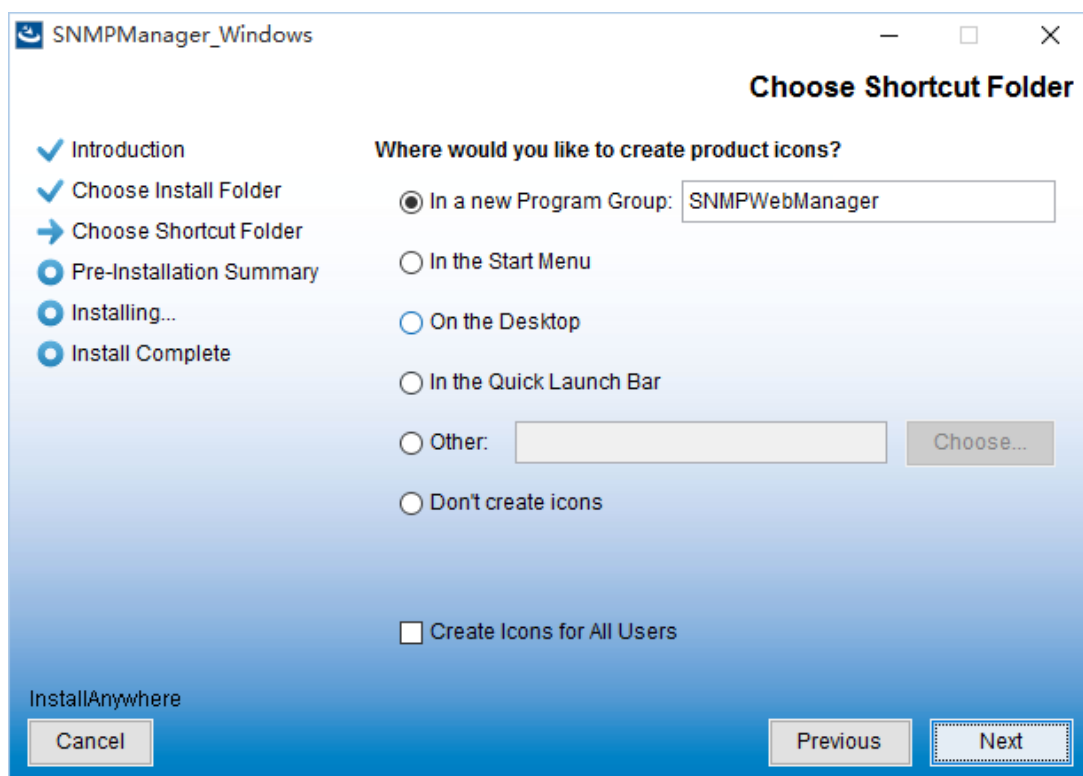 SNMPManager_Windows
Choose Shortcut Folder
Introduction
Choose Install Folder
Choose Shortcut Folder
Pre-Installation Summary
Installing...
Install Complete
Where would you like to create product icons?
In a new Program Group: SNMPWebManager
In the Start Menu
On the Desktop
In the Quick Launch Bar
Other: Choose...
Don't create icons
Create Icons for All Users
InstallAnywhere
Cancel Previous Next